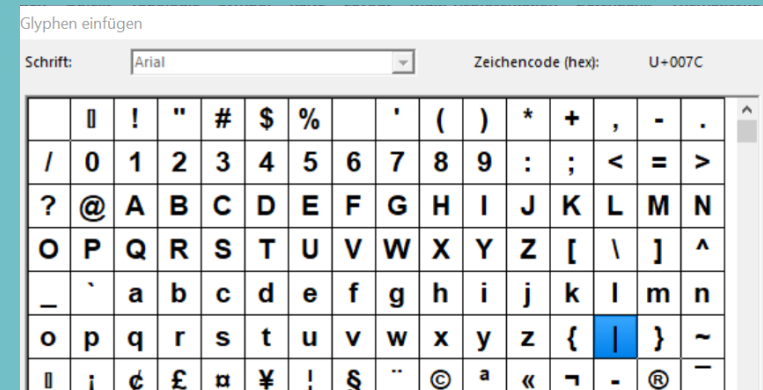 Glyphen einfügen
Schrift: Arial Zeichencode (hex): U+007C
! " # $ % ' ( ) * + , - .
/ 0 1 2 3 4 5 6 7 8 9 : ; < = >
? @ A B C D E F G H I J K L M N
O P Q R S T U V W X Y Z [ \ ] ^
_ ` a b c d e f g h i j k l m n
o p q r s t u v w x y z { | } ~
¡ ¢ £ ¤ ¥ ¦ § ¨ © ª « ¬ - ® ¯